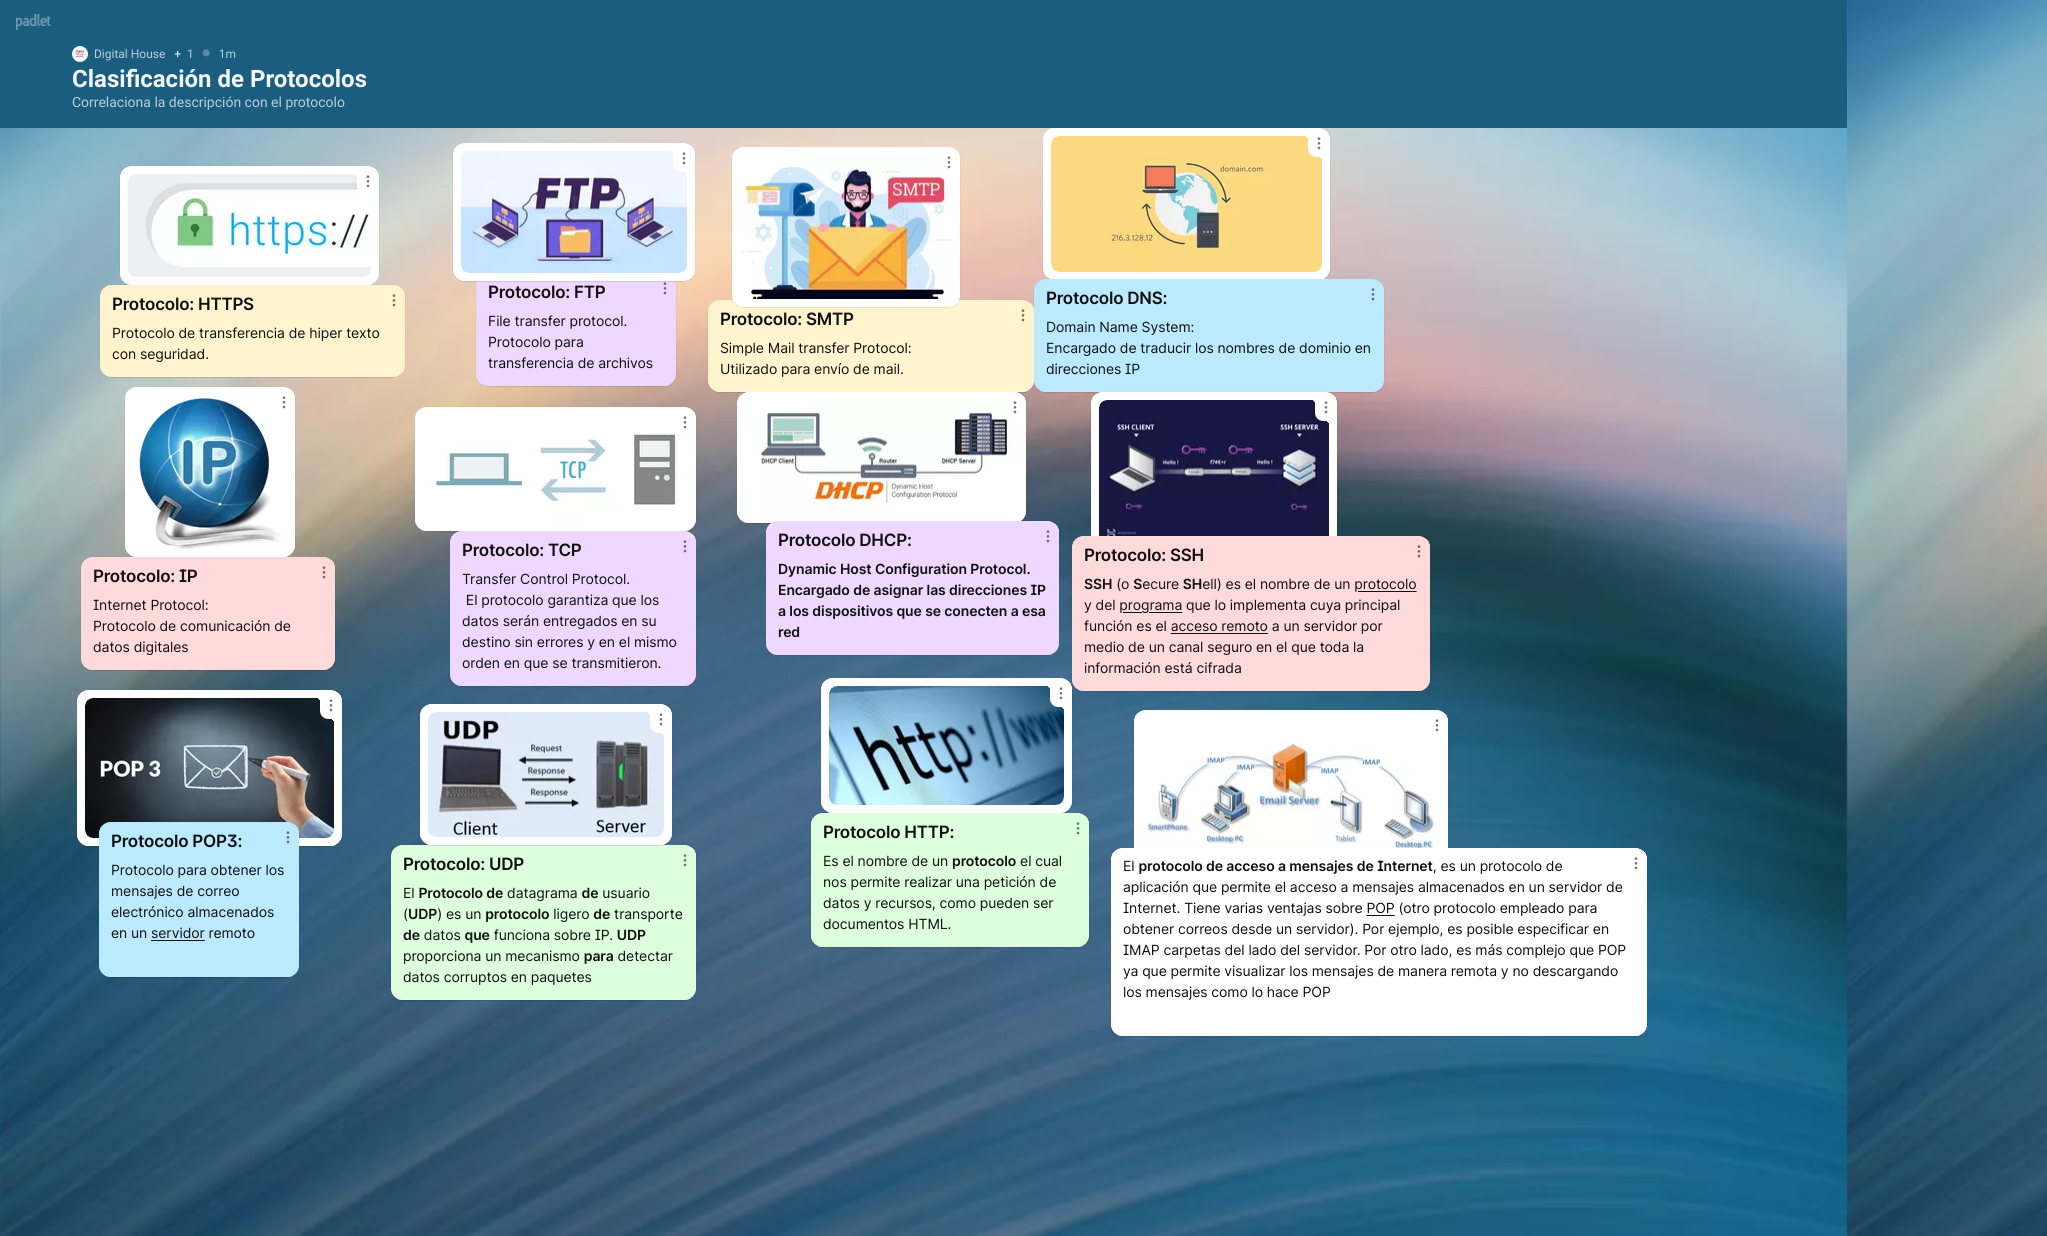 padlet
Digital House + 1 1m
Clasificación de Protocolos
Correlaciona la descripción con el protocolo
https://
Protocolo: HTTPS
Protocolo de transferencia de hiper texto
con seguridad.
FTP
Protocolo: FTP
File transfer protocol.
Protocolo para
transferencia de archivos
SMTP
Protocolo: SMTP
Simple Mail transfer Protocol:
Utilizado para envío de mail.
domain.com
216.3.128.12
Protocolo DNS:
Domain Name System:
Encargado de traducir los nombres de dominio en
direcciones IP
IP
Protocolo: IP
Internet Protocol:
Protocolo de comunicación de
datos digitales
TCP
Protocolo: TCP
Transfer Control Protocol.
El protocolo garantiza que los
datos serán entregados en su
destino sin errores y en el mismo
orden en que se transmitieron.
DHCP Client
Router
DHCP Server
DHCP
Dynamic Host
Configuration Protocol
Protocolo DHCP:
Dynamic Host Configuration Protocol.
Encargado de asignar las direcciones IP
a los dispositivos que se conecten a esa
red
SSH CLIENT
SSH SERVER
Hello !
f7#E+r
Hello !
Protocolo: SSH
SSH (o Secure SHell) es el nombre de un protocolo
y del programa que lo implementa cuya principal
función es el acceso remoto a un servidor por
medio de un canal seguro en el que toda la
información está cifrada
POP 3
Protocolo POP3:
Protocolo para obtener los
mensajes de correo
electrónico almacenados
en un servidor remoto
UDP
Request
Response
Response
Client
Server
Protocolo: UDP
El Protocolo de datagrama de usuario
(UDP) es un protocolo ligero de transporte
de datos que funciona sobre IP. UDP
proporciona un mecanismo para detectar
datos corruptos en paquetes
http://www
Protocolo HTTP:
Es el nombre de un protocolo el cual
nos permite realizar una petición de
datos y recursos, como pueden ser
documentos HTML.
IMAP
IMAP
IMAP
IMAP
Email Server
SmartPhone
Desktop PC
Tablet
Desktop PC
El protocolo de acceso a mensajes de Internet, es un protocolo de
aplicación que permite el acceso a mensajes almacenados en un servidor de
Internet. Tiene varias ventajas sobre POP (otro protocolo empleado para
obtener correos desde un servidor). Por ejemplo, es posible especificar en
IMAP carpetas del lado del servidor. Por otro lado, es más complejo que POP
ya que permite visualizar los mensajes de manera remota y no descargando
los mensajes como lo hace POP